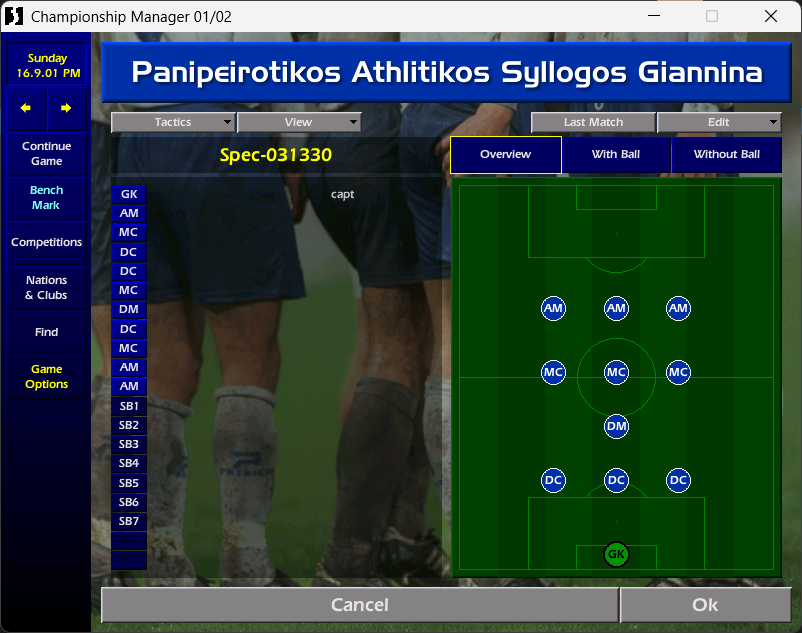 Championship Manager 01/02
Sunday
16.9.01 PM
Continue
Game
Bench
Mark
Competitions
Nations
& Clubs
Find
Game
Options
Panipeirotikos Athlitikos Syllogos Giannina
Tactics
View
Last Match
Edit
Spec-031330
Overview
With Ball
Without Ball
GK
capt
AM
MC
DC
DC
MC
DM
DC
MC
AM
AM
SB1
SB2
SB3
SB4
SB5
SB6
SB7
AM AM AM
MC MC MC
DM
DC DC DC
GK
Cancel
Ok